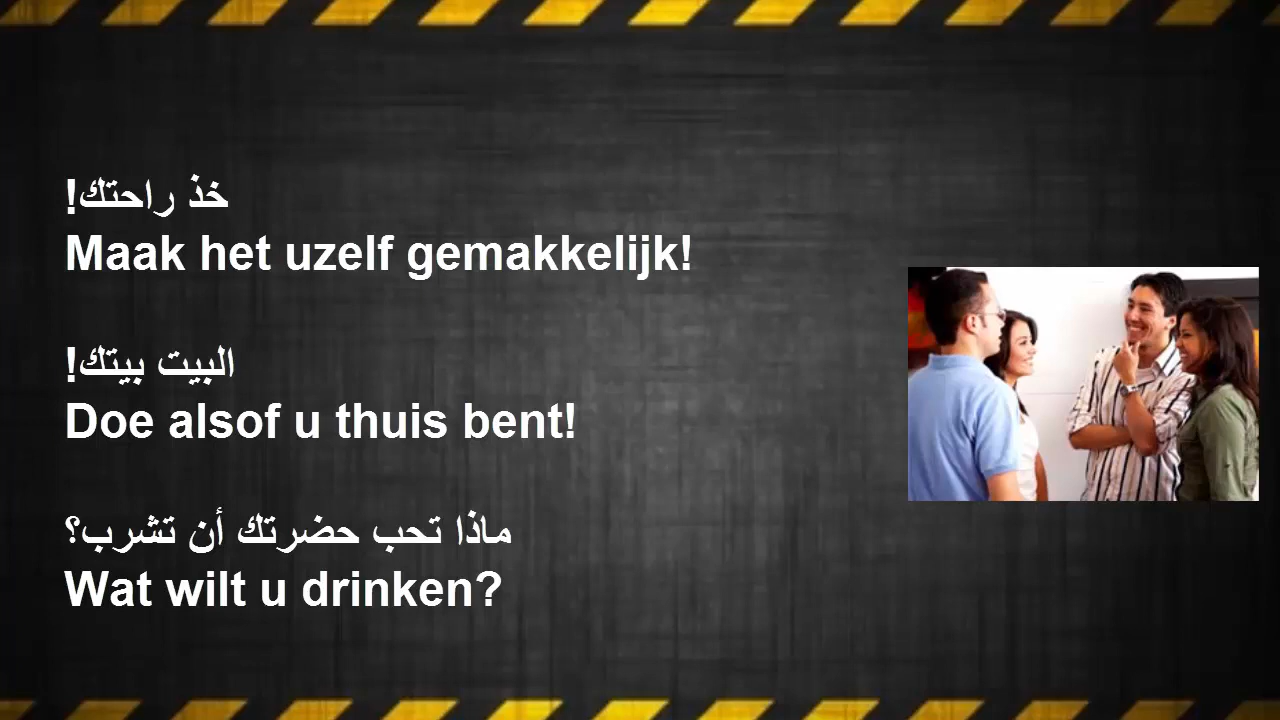 خذ راحتك!
Maak het uzelf gemakkelijk!
البيت بيتك!
Doe alsof u thuis bent!
ماذا تحب حضرتك أن تشرب؟
Wat wilt u drinken?